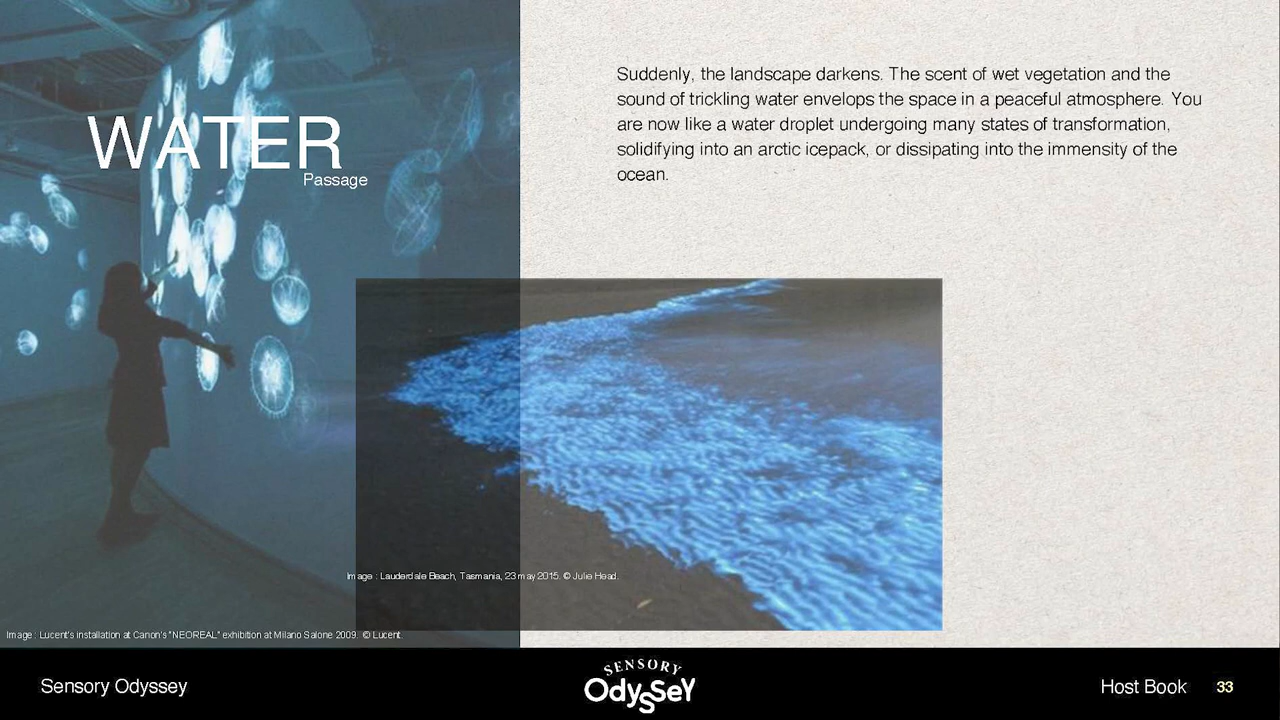 WATER
Passage
Suddenly, the landscape darkens. The scent of wet vegetation and the
sound of trickling water envelops the space in a peaceful atmosphere. You
are now like a water droplet undergoing many states of transformation,
solidifying into an arctic icepack, or dissipating into the immensity of the
ocean.
Image : Lauderdale Beach, Tasmania, 23 may 2015. © Julie Head.
Image : Lucent's installation at Canon's "NEOREAL" exhibition at Milano Salone 2009. © Lucent.
Sensory Odyssey
SENSORY
OdySSeY
Host Book 33